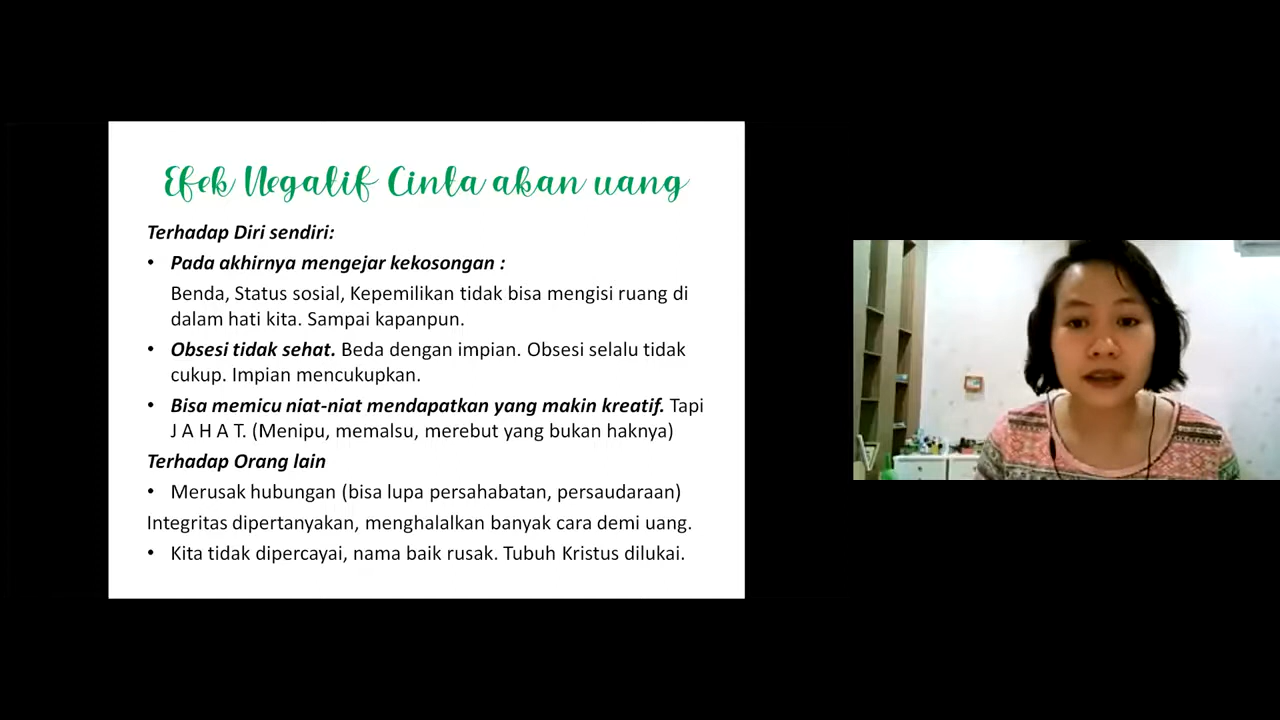 Efek Negatif Cinta akan uang
Terhadap Diri sendiri:
• Pada akhirnya mengejar kekosongan :
Benda, Status sosial, Kepemilikan tidak bisa mengisi ruang di
dalam hati kita. Sampai kapanpun.
• Obsesi tidak sehat. Beda dengan impian. Obsesi selalu tidak
cukup. Impian mencukupkan.
• Bisa memicu niat-niat mendapatkan yang makin kreatif. Tapi
J A H A T. (Menipu, memalsu, merebut yang bukan haknya)
Terhadap Orang lain
• Merusak hubungan (bisa lupa persahabatan, persaudaraan)
Integritas dipertanyakan, menghalalkan banyak cara demi uang.
• Kita tidak dipercayai, nama baik rusak. Tubuh Kristus dilukai.